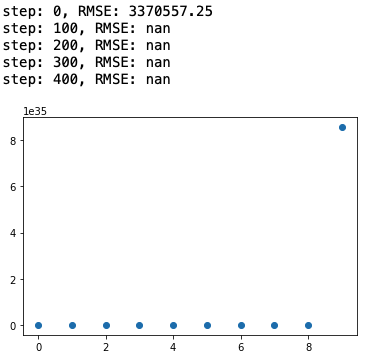 step: 0, RMSE: 3370557.25
step: 100, RMSE: nan
step: 200, RMSE: nan
step: 300, RMSE: nan
step: 400, RMSE: nan
1e35
8
6
4
2
0
0 2 4 6 8